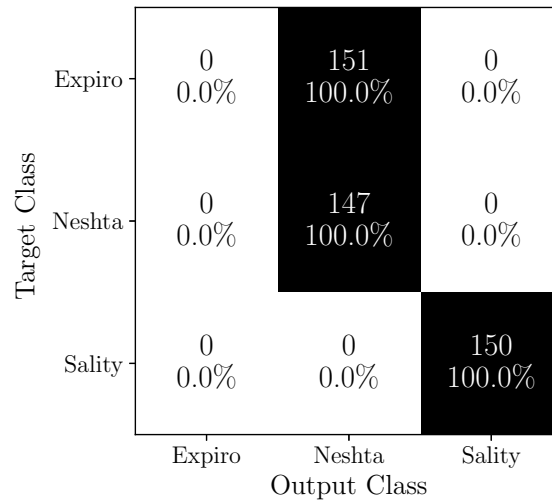 0 151 0
Expiro 0.0% 100.0% 0.0%
0 147 0
Neshta 0.0% 100.0% 0.0%
0 0 150
Sality 0.0% 0.0% 100.0%
Target Class
Expiro Neshta Sality
Output Class